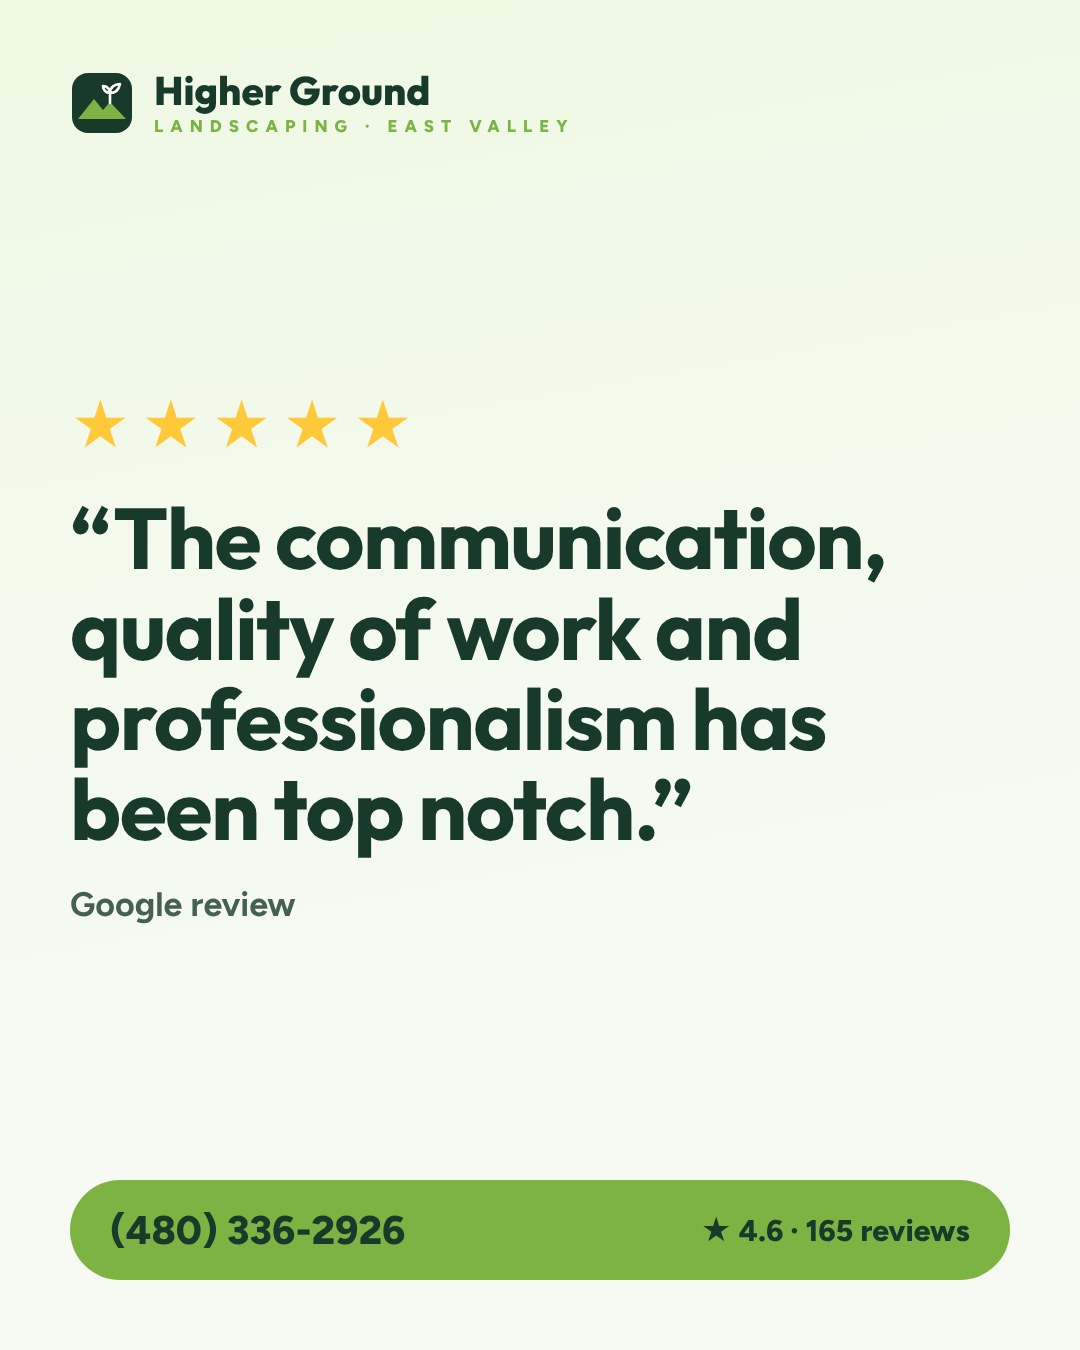 Higher Ground
LANDSCAPING · EAST VALLEY
★ ★ ★ ★ ★
“The communication,
quality of work and
professionalism has
been top notch.”
Google review
(480) 336-2926
★ 4.6 · 165 reviews